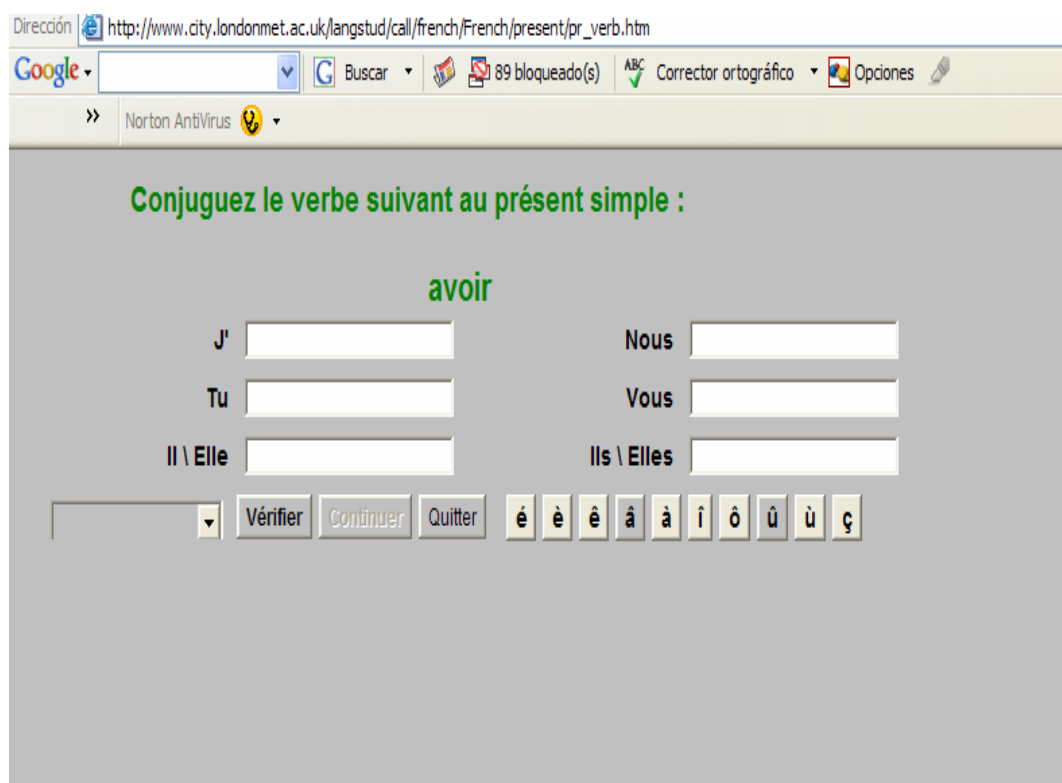 Dirección http://www.city.londonmet.ac.uk/langstud/call/french/French/present/pr_verb.htm
Google G Buscar 89 bloqueado(s) ABC Corrector ortográfico Opciones
» Norton AntiVirus
Conjuguez le verbe suivant au présent simple :
avoir
J' Nous
Tu Vous
Il \ Elle Ils \ Elles
Vérifier Continuer Quitter é è ê â à î ô û ù ç